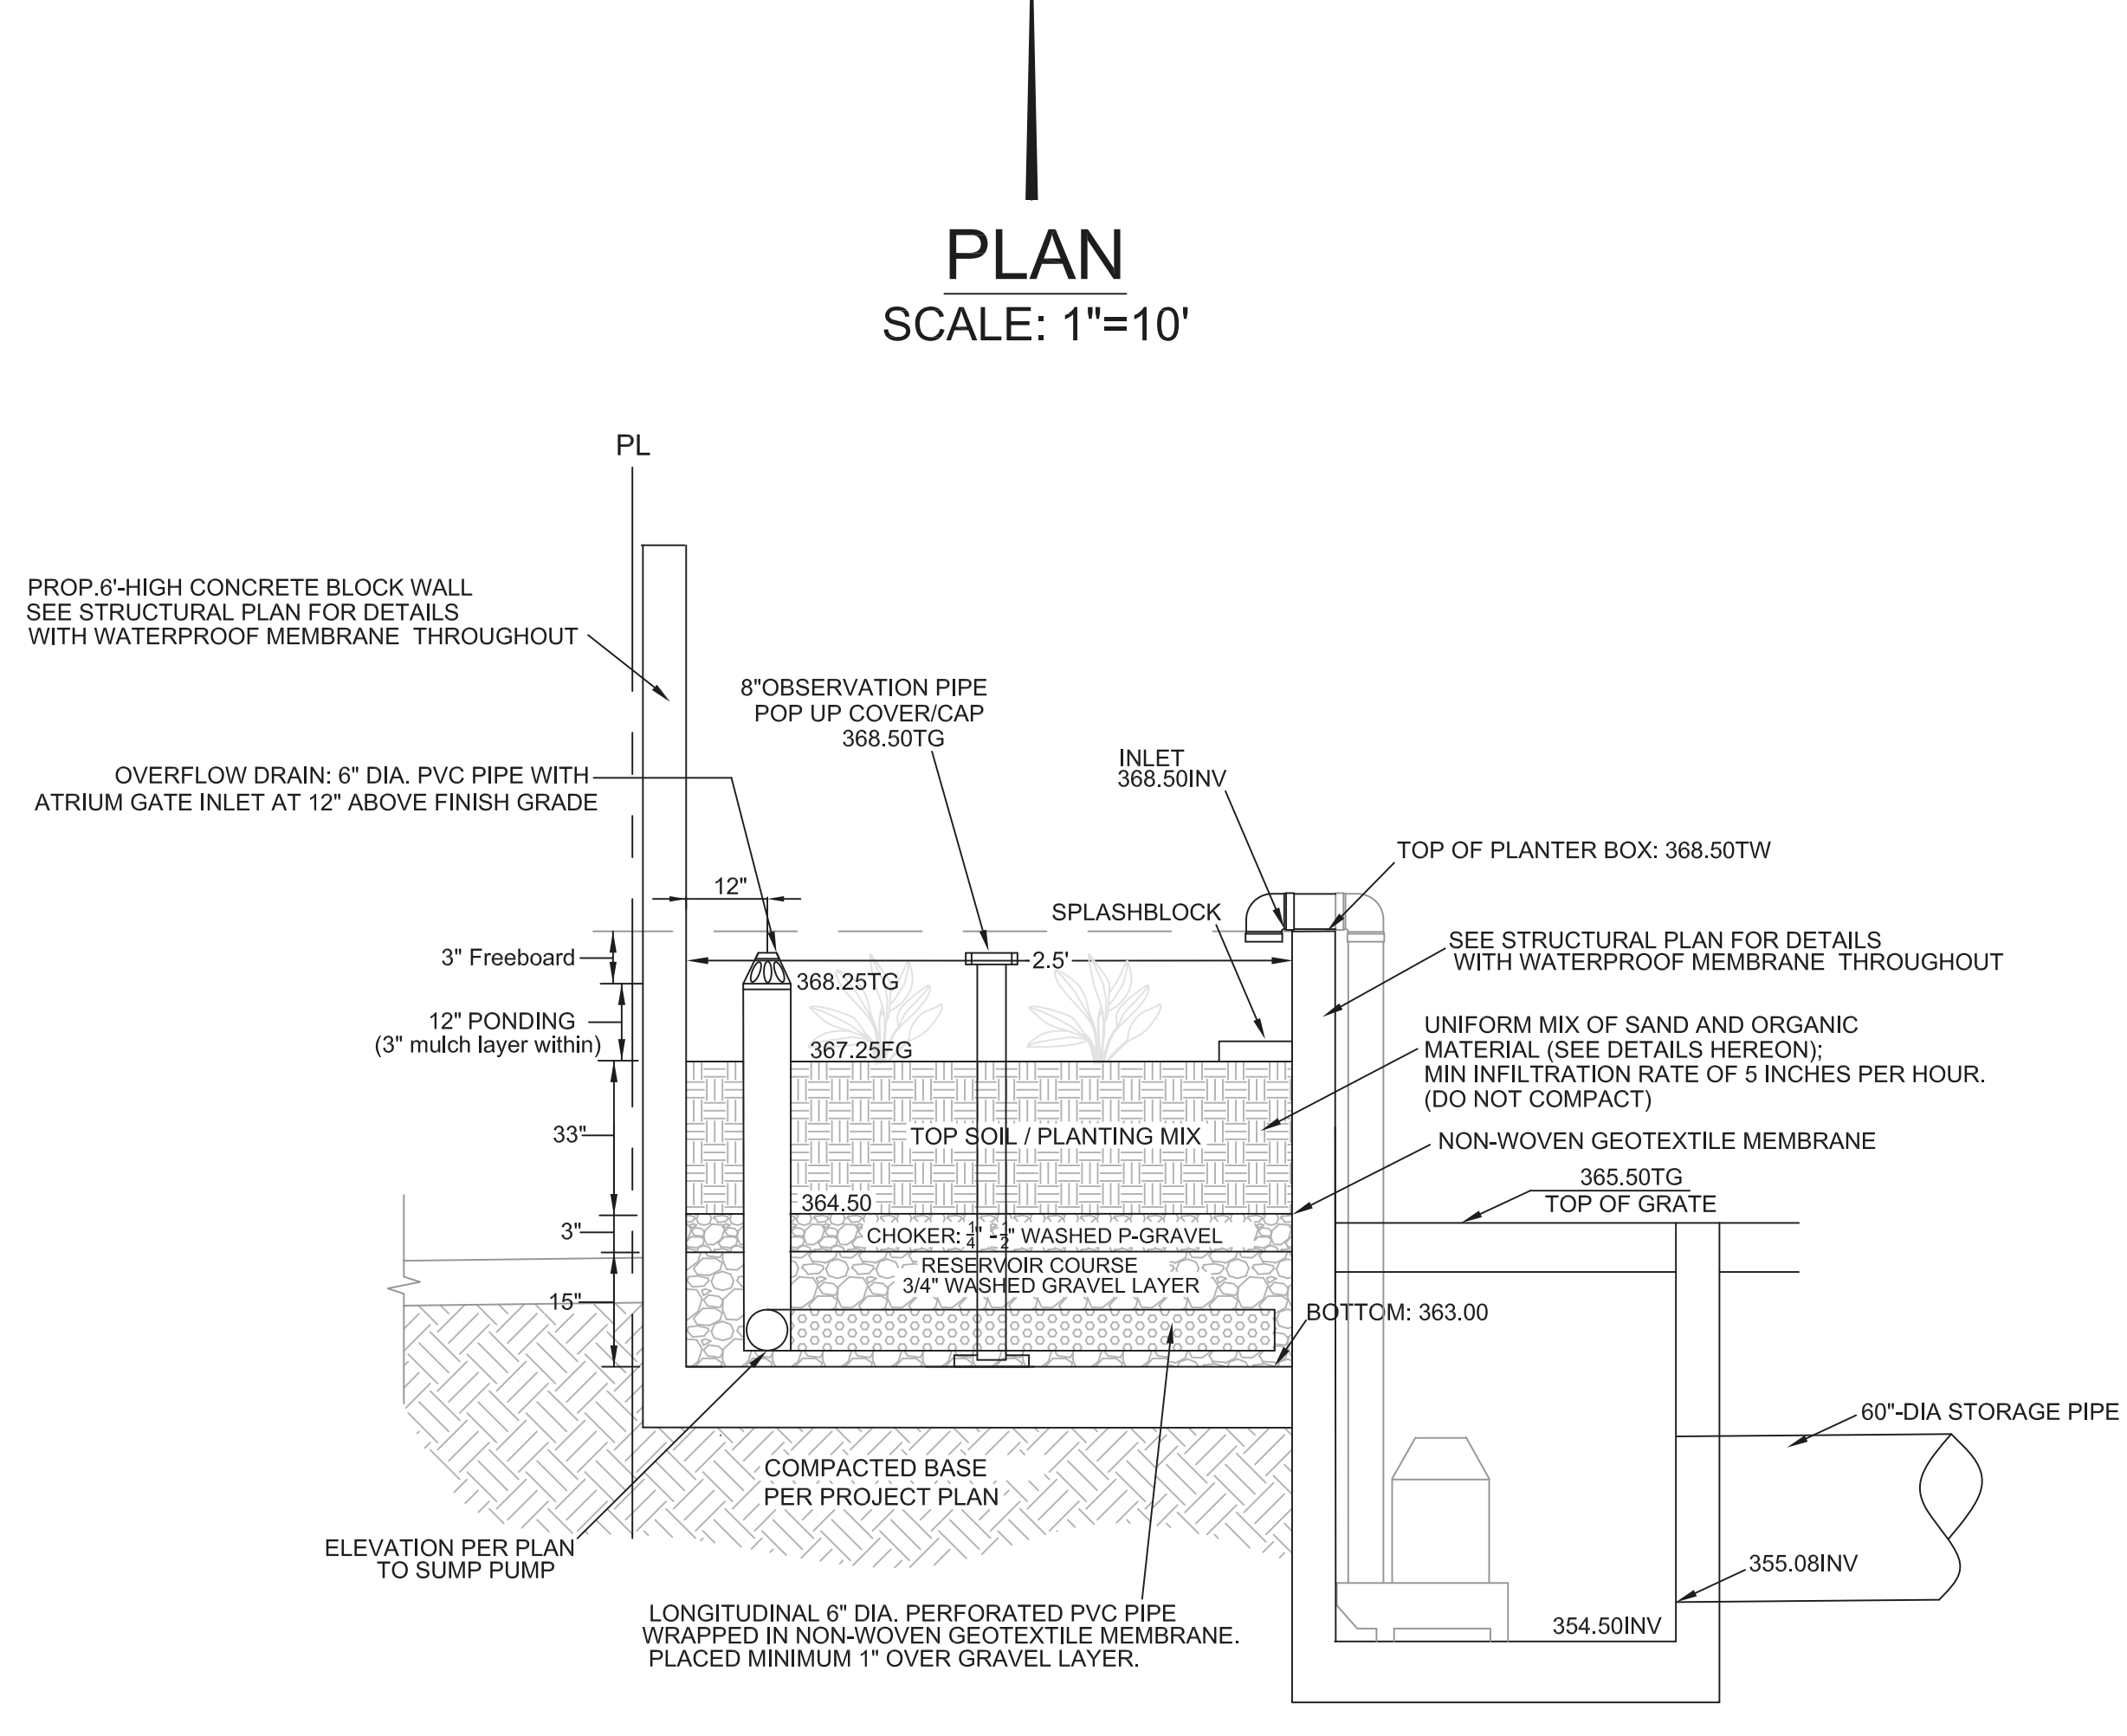 PLAN
SCALE: 1"=10'
PL
PROP.6'-HIGH CONCRETE BLOCK WALL
SEE STRUCTURAL PLAN FOR DETAILS
WITH WATERPROOF MEMBRANE THROUGHOUT
8"OBSERVATION PIPE
POP UP COVER/CAP
368.50TG
OVERFLOW DRAIN: 6" DIA. PVC PIPE WITH
ATRIUM GATE INLET AT 12" ABOVE FINISH GRADE
INLET
368.50INV
TOP OF PLANTER BOX: 368.50TW
12"
SPLASHBLOCK
SEE STRUCTURAL PLAN FOR DETAILS
WITH WATERPROOF MEMBRANE THROUGHOUT
3" Freeboard
2.5'
368.25TG
12" PONDING
(3" mulch layer within)
367.25FG
UNIFORM MIX OF SAND AND ORGANIC
MATERIAL (SEE DETAILS HEREON);
MIN INFILTRATION RATE OF 5 INCHES PER HOUR.
(DO NOT COMPACT)
33"
TOP SOIL / PLANTING MIX
NON-WOVEN GEOTEXTILE MEMBRANE
365.50TG
TOP OF GRATE
364.50
3"
CHOKER: 1/4" - 1/2" WASHED P-GRAVEL
RESERVOIR COURSE
3/4" WASHED GRAVEL LAYER
15"
BOTTOM: 363.00
60"-DIA STORAGE PIPE
COMPACTED BASE
PER PROJECT PLAN
ELEVATION PER PLAN
TO SUMP PUMP
355.08INV
LONGITUDINAL 6" DIA. PERFORATED PVC PIPE
WRAPPED IN NON-WOVEN GEOTEXTILE MEMBRANE.
PLACED MINIMUM 1" OVER GRAVEL LAYER.
354.50INV